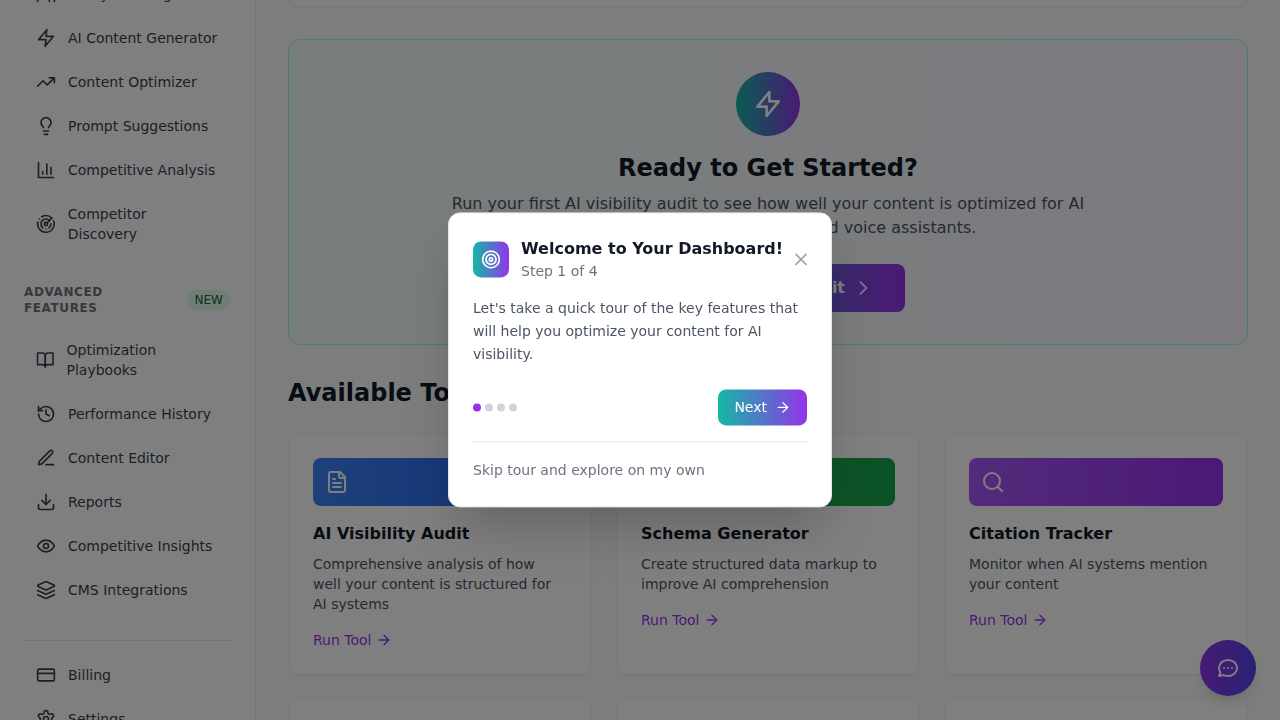 AI Content Generator
Content Optimizer
Prompt Suggestions
Competitive Analysis
Competitor
Discovery
ADVANCED
FEATURES
NEW
Optimization
Playbooks
Performance History
Content Editor
Reports
Competitive Insights
CMS Integrations
Billing
Settings
Ready to Get Started?
Run your first AI visibility audit to see how well your content is optimized for AI
voice assistants.
Welcome to Your Dashboard!
Step 1 of 4
Let's take a quick tour of the key features that
will help you optimize your content for AI
visibility.
Next
Skip tour and explore on my own
Available
AI Visibility Audit
Comprehensive analysis of how
well your content is structured for
AI systems
Run Tool
Schema Generator
Create structured data markup to
improve AI comprehension
Run Tool
Citation Tracker
Monitor when AI systems mention
your content
Run Tool